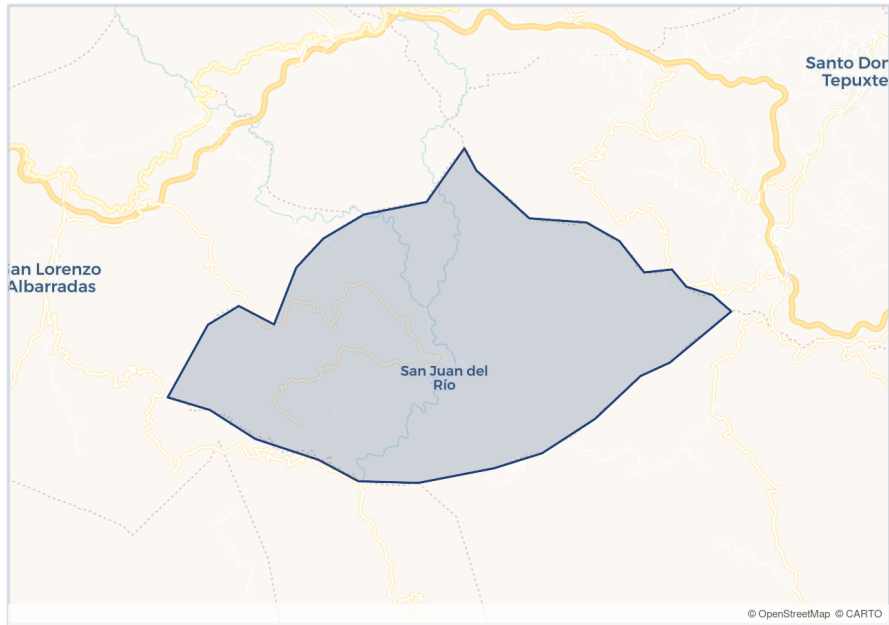 Santo Dor
Tepuxte
an Lorenzo
Albarradas
San Juan del
Río
© OpenStreetMap © CARTO